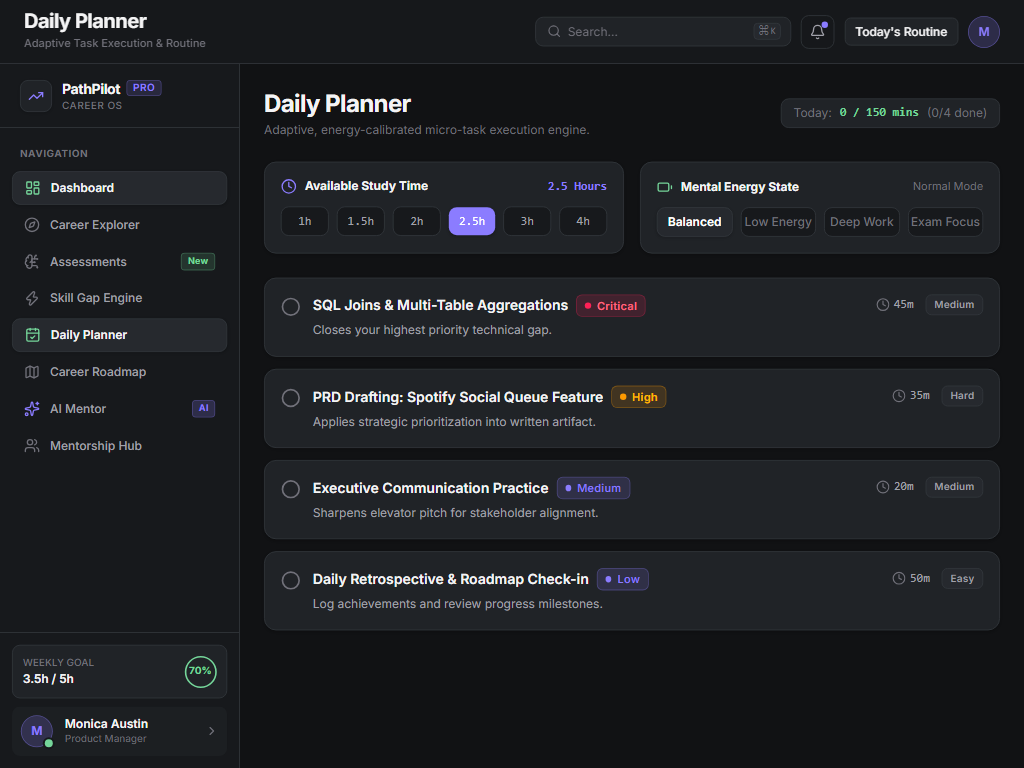 Daily Planner
Adaptive Task Execution & Routine
Search...
⌘K
Today's Routine
M
PathPilot PRO
CAREER OS
NAVIGATION
Dashboard
Career Explorer
Assessments New
Skill Gap Engine
Daily Planner
Career Roadmap
AI Mentor AI
Mentorship Hub
WEEKLY GOAL
3.5h / 5h
70%
M
Monica Austin
Product Manager
Daily Planner
Adaptive, energy-calibrated micro-task execution engine.
Today: 0 / 150 mins (0/4 done)
Available Study Time 2.5 Hours
1h 1.5h 2h 2.5h 3h 4h
Mental Energy State Normal Mode
Balanced Low Energy Deep Work Exam Focus
SQL Joins & Multi-Table Aggregations Critical 45m Medium
Closes your highest priority technical gap.
PRD Drafting: Spotify Social Queue Feature High 35m Hard
Applies strategic prioritization into written artifact.
Executive Communication Practice Medium 20m Medium
Sharpens elevator pitch for stakeholder alignment.
Daily Retrospective & Roadmap Check-in Low 50m Easy
Log achievements and review progress milestones.